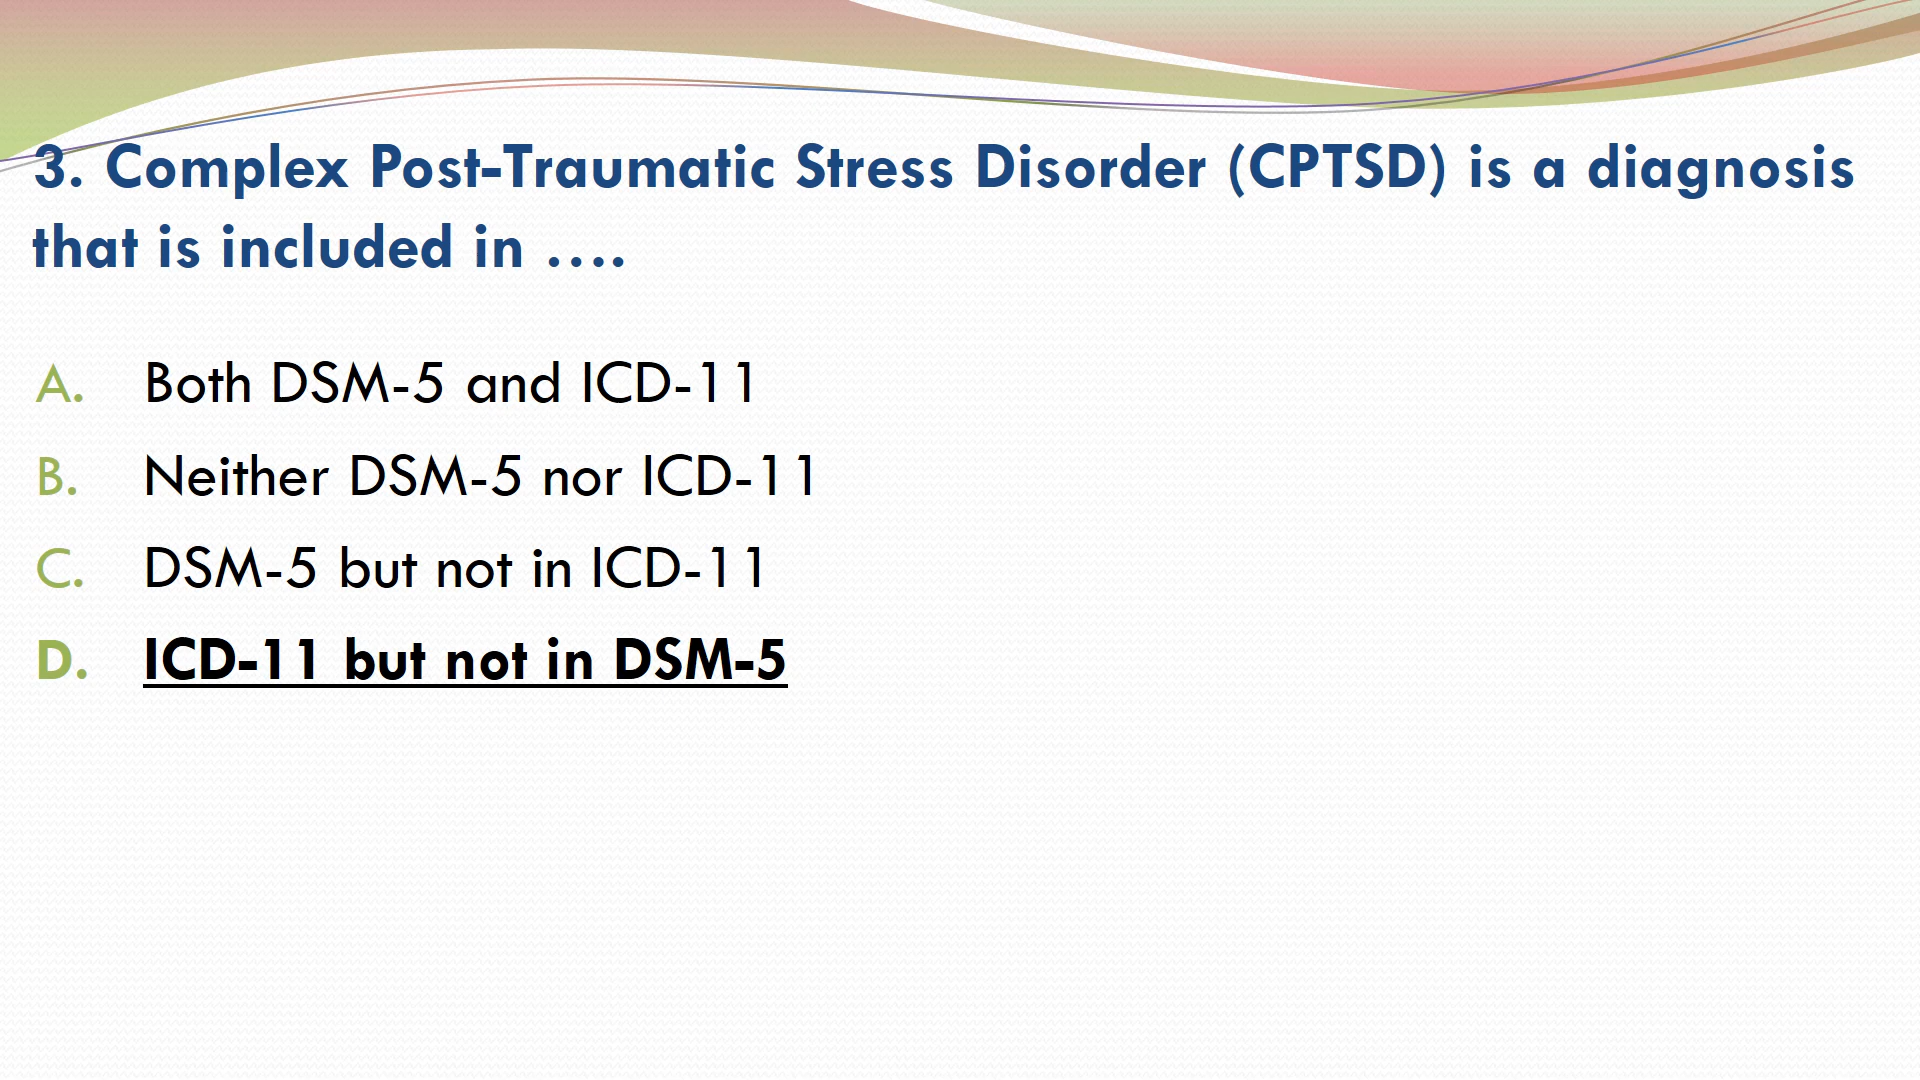 3. Complex Post-Traumatic Stress Disorder (CPTSD) is a diagnosis
that is included in ....
A. Both DSM-5 and ICD-11
B. Neither DSM-5 nor ICD-11
C. DSM-5 but not in ICD-11
D. ICD-11 but not in DSM-5